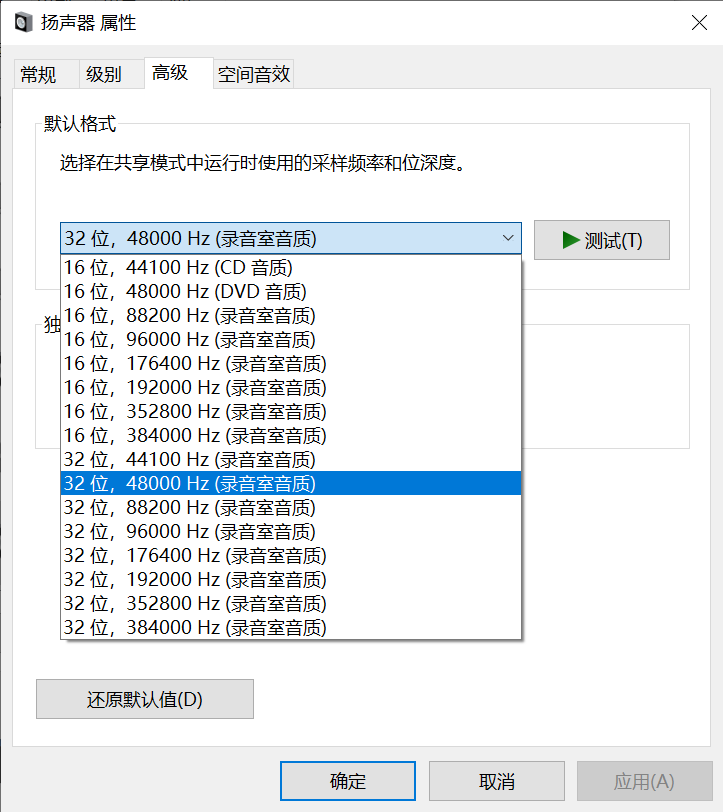 扬声器 属性
常规 级别 高级 空间音效
默认格式
选择在共享模式中运行时使用的采样频率和位深度。
32 位，48000 Hz (录音室音质)
测试(T)
16 位，44100 Hz (CD 音质)
16 位，48000 Hz (DVD 音质)
16 位，88200 Hz (录音室音质)
独
16 位，96000 Hz (录音室音质)
16 位，176400 Hz (录音室音质)
16 位，192000 Hz (录音室音质)
16 位，352800 Hz (录音室音质)
16 位，384000 Hz (录音室音质)
32 位，44100 Hz (录音室音质)
32 位，48000 Hz (录音室音质)
32 位，88200 Hz (录音室音质)
32 位，96000 Hz (录音室音质)
32 位，176400 Hz (录音室音质)
32 位，192000 Hz (录音室音质)
32 位，352800 Hz (录音室音质)
32 位，384000 Hz (录音室音质)
还原默认值(D)
确定 取消 应用(A)